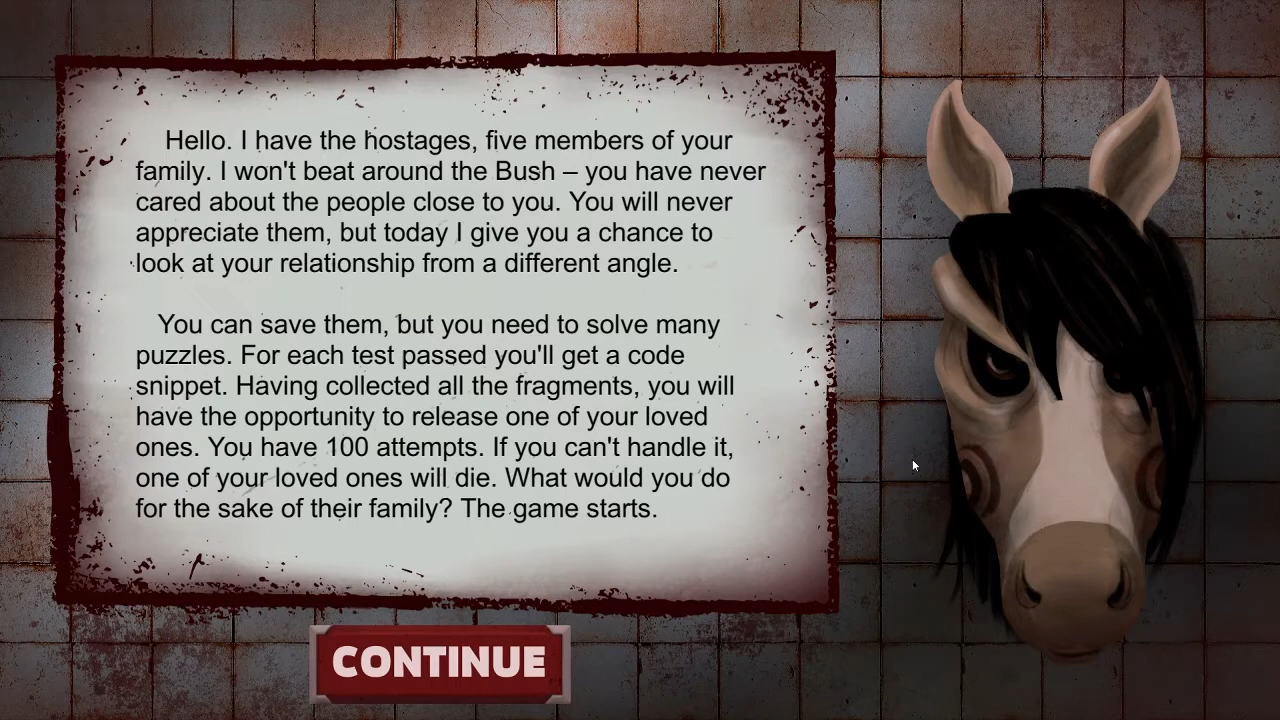 Hello. I have the hostages, five members of your
family. I won't beat around the Bush – you have never
cared about the people close to you. You will never
appreciate them, but today I give you a chance to
look at your relationship from a different angle.
You can save them, but you need to solve many
puzzles. For each test passed you'll get a code
snippet. Having collected all the fragments, you will
have the opportunity to release one of your loved
ones. You have 100 attempts. If you can't handle it,
one of your loved ones will die. What would you do
for the sake of their family? The game starts.
CONTINUE